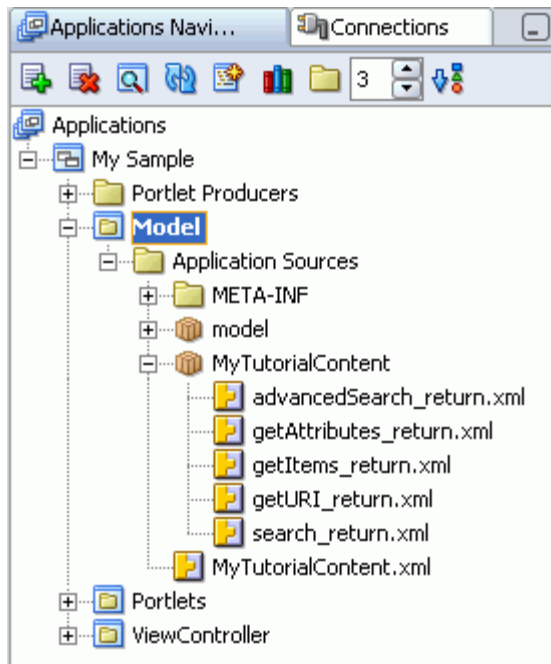 Applications Navi... Connections
3
Applications
My Sample
Portlet Producers
Model
Application Sources
META-INF
model
MyTutorialContent
advancedSearch_return.xml
getAttributes_return.xml
getItems_return.xml
getURI_return.xml
search_return.xml
MyTutorialContent.xml
Portlets
ViewController